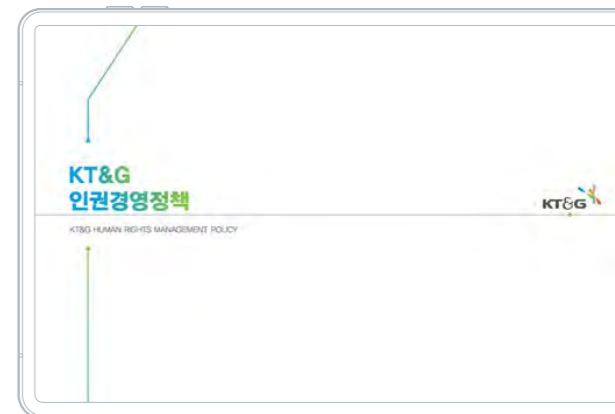 KT&G
인권경영정책
KT&G HUMAN RIGHTS MANAGEMENT POLICY
KT&G